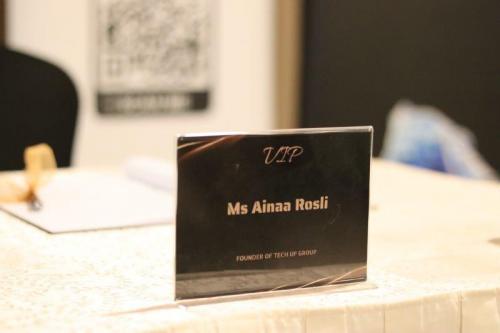 VIP
Ms Ainaa Rosli
FOUNDER OF TECH UP GROUP